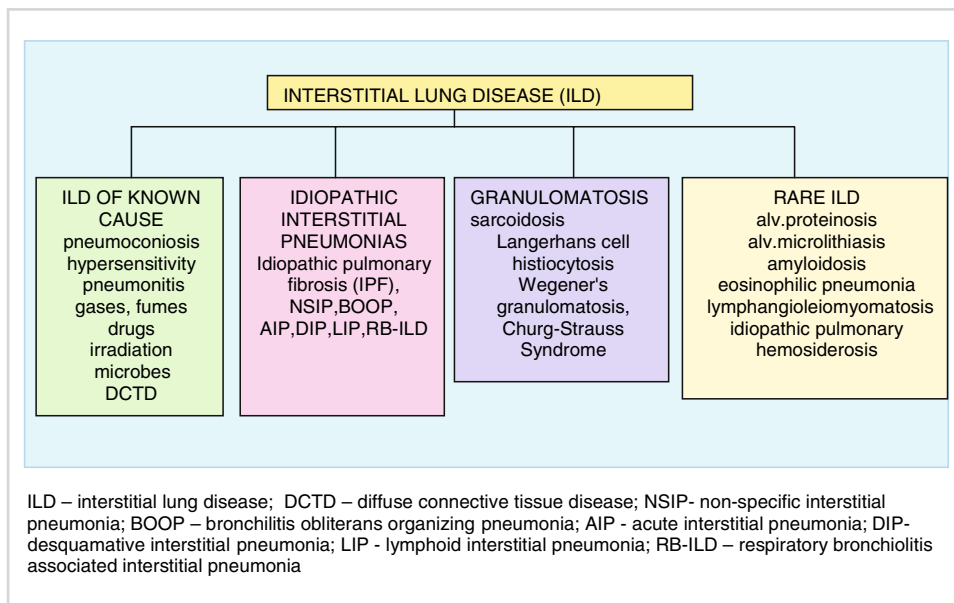 INTERSTITIAL LUNG DISEASE (ILD)
ILD OF KNOWN
CAUSE
pneumoconiosis
hypersensitivity
pneumonitis
gases, fumes
drugs
irradiation
microbes
DCTD
IDIOPATHIC
INTERSTITIAL
PNEUMONIAS
Idiopathic pulmonary
fibrosis (IPF),
NSIP,BOOP,
AIP,DIP,LIP,RB-ILD
GRANULOMATOSIS
sarcoidosis
Langerhans cell
histiocytosis
Wegener's
granulomatosis,
Churg-Strauss
Syndrome
RARE ILD
alv.proteinosis
alv.microlithiasis
amyloidosis
eosinophilic pneumonia
lymphangioleiomyomatosis
idiopathic pulmonary
hemosiderosis
ILD – interstitial lung disease;  DCTD – diffuse connective tissue disease; NSIP- non-specific interstitial
pneumonia; BOOP – bronchilitis obliterans organizing pneumonia; AIP - acute interstitial pneumonia; DIP-
desquamative interstitial pneumonia; LIP - lymphoid interstitial pneumonia; RB-ILD – respiratory bronchiolitis
associated interstitial pneumonia